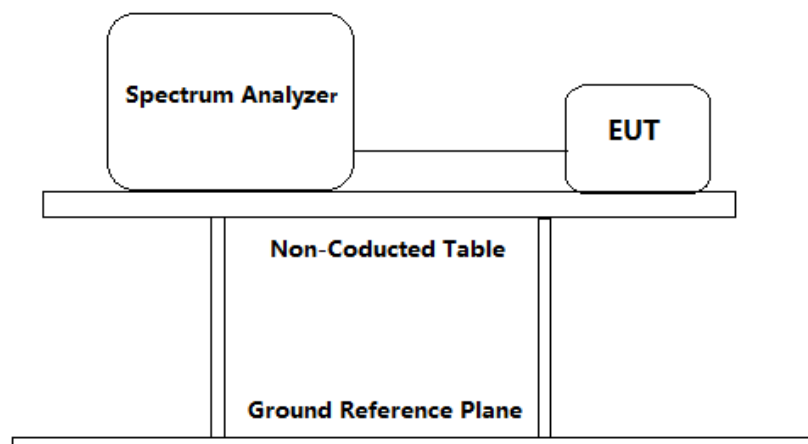 Spectrum Analyzer
EUT
Non-Coducted Table
Ground Reference Plane